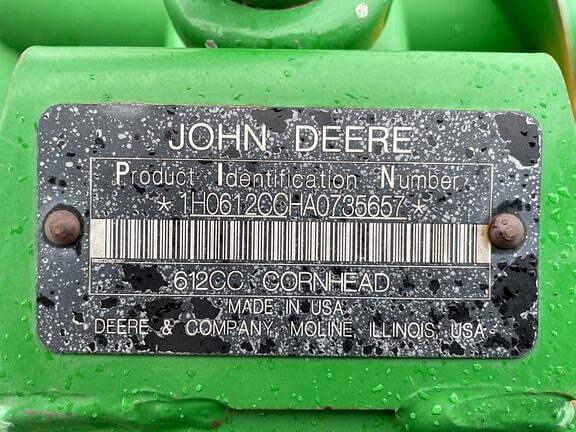 JOHN DEERE
Product Identification Number
*1H0612CCHA0735657*
612CC CORNHEAD
MADE IN USA
DEERE & COMPANY, MOLINE, ILLINOIS, USA